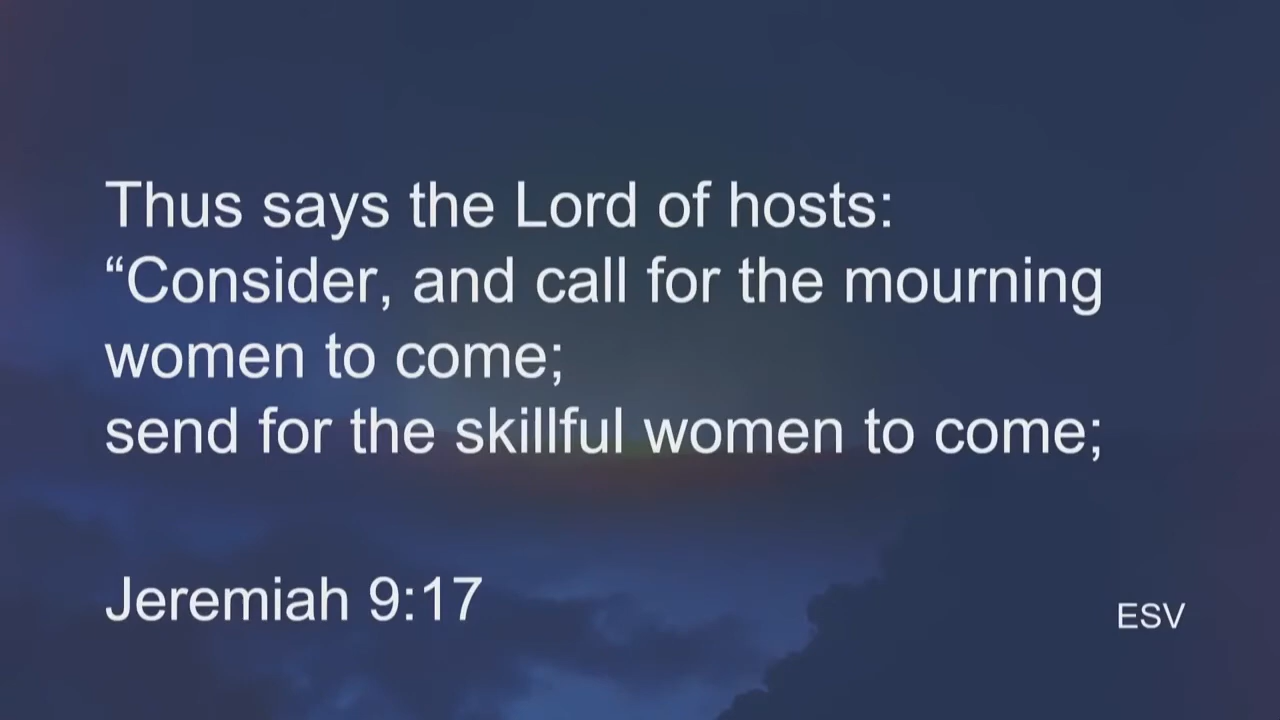 Thus says the Lord of hosts:
“Consider, and call for the mourning
women to come;
send for the skillful women to come;
Jeremiah 9:17
ESV